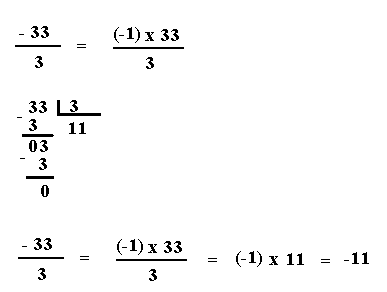 - 33 = (-1) x 33
3 3
- 33 3
3 11
03
- 3
0
- 33 = (-1) x 33 = (-1) x 11 = -11
3 3